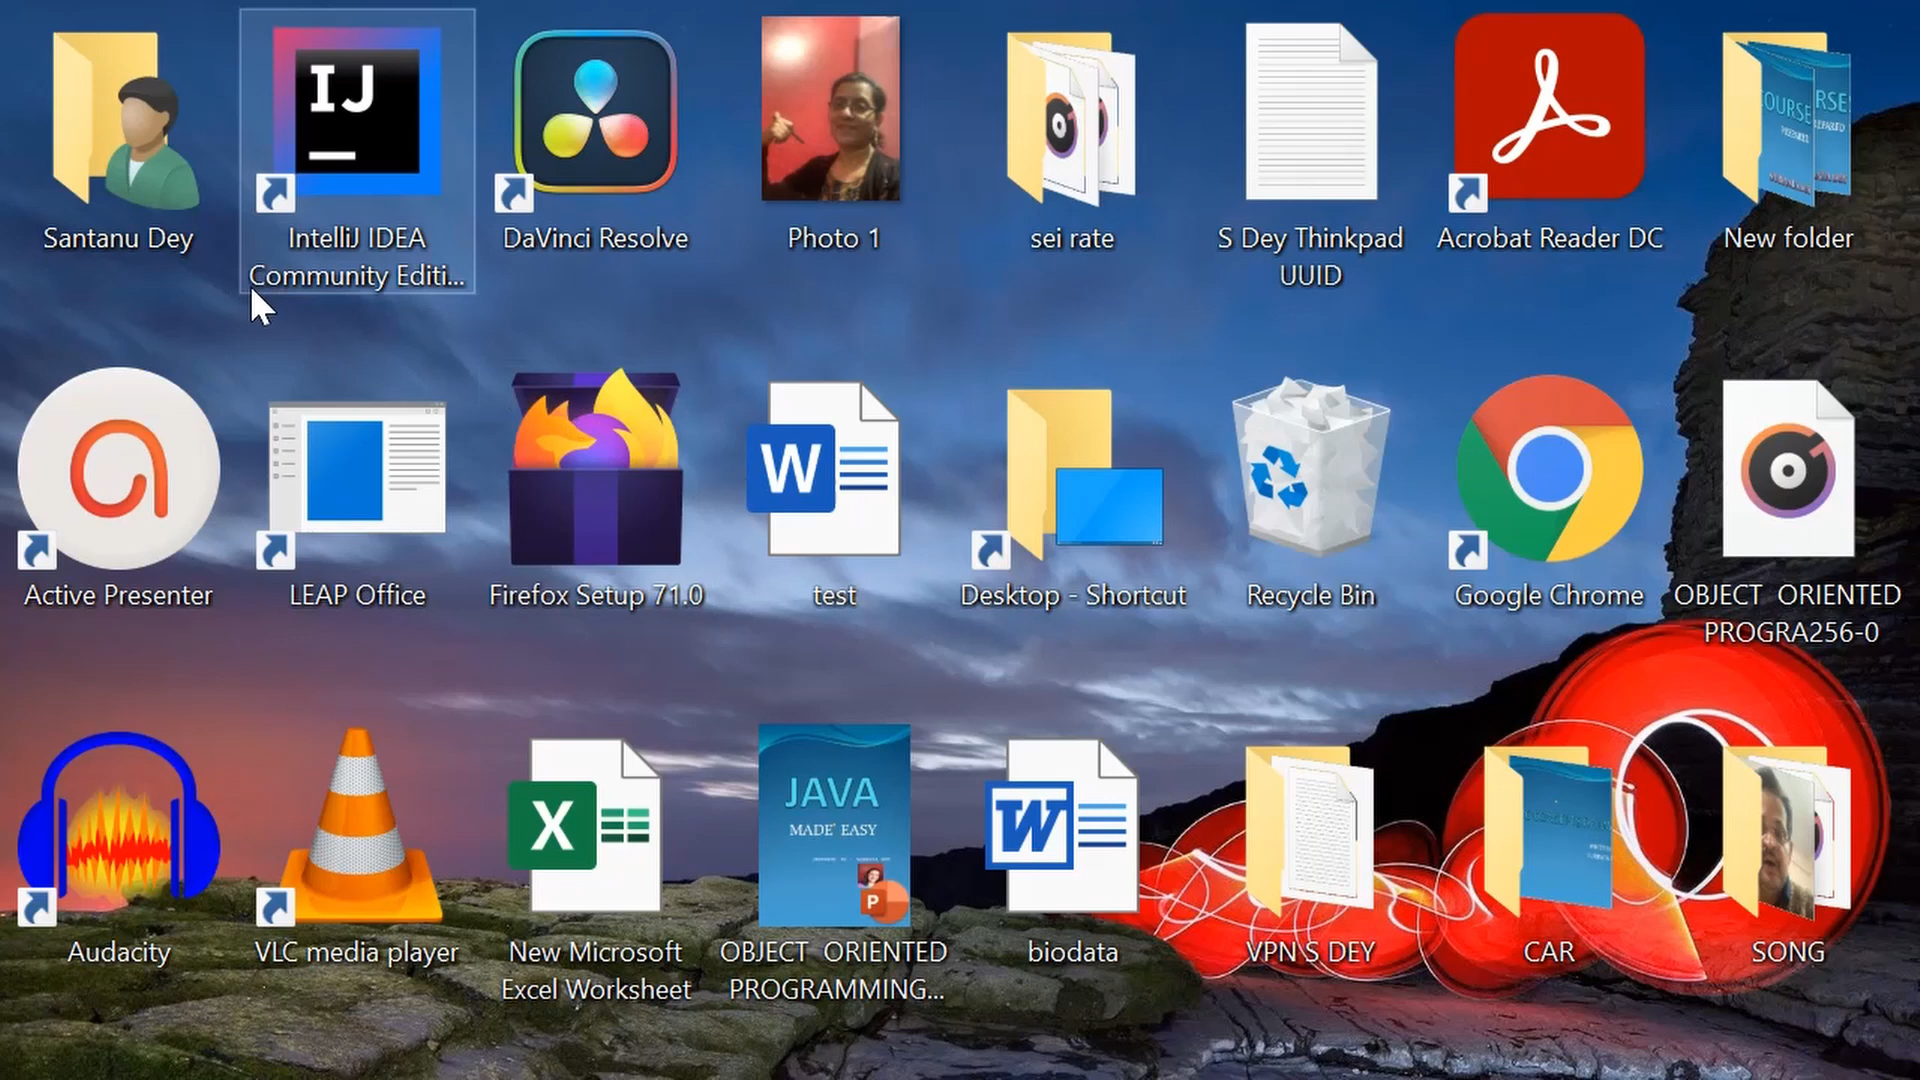 IJ
Santanu Dey
IntelliJ IDEA
Community Editi...
DaVinci Resolve
Photo 1
sei rate
S Dey Thinkpad
UUID
Acrobat Reader DC
COURSE
RSE
New folder
Active Presenter
LEAP Office
Firefox Setup 71.0
W
test
Desktop - Shortcut
Recycle Bin
Google Chrome
OBJECT ORIENTED
PROGRA256-0
Audacity
VLC media player
X
New Microsoft
Excel Worksheet
JAVA
MADE EASY
P
OBJECT ORIENTED
PROGRAMMING...
W
biodata
VPN S DEY
CAR
SONG